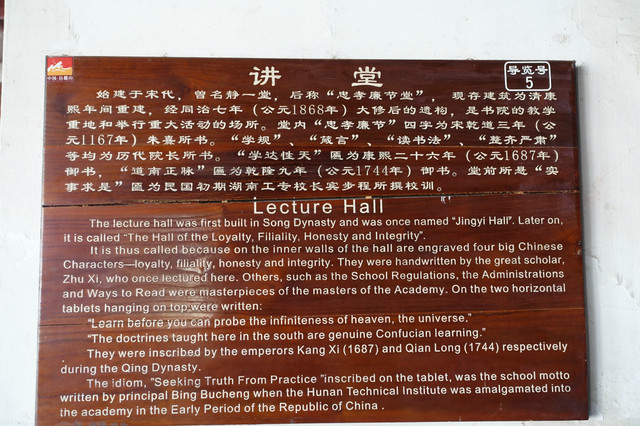 中国·岳麓山
讲 堂
导览号
5
始建于宋代，曾名静一堂，后称“忠孝廉节堂”　现存建筑为清康
熙年间重建，经同治七年（公元1868年）大修后的遗构，是书院的教学
重地和举行重大活动的场所。堂内“忠孝廉节”四字为宋乾道三年（公
元1167年）朱熹所书。“学规”、“箴言”、“读书法”、“整齐严肃”
等均为历代院长所书。“学达性天”匾为康熙二十六年（公元1687年）
御书，“道南正脉”匾为乾隆九年（公元1744年）御书。堂前所悬“实
事求是”匾为民国初期湖南工专校长宾步程所撰校训。
Lecture Hall
The lecture hall was first built in Song Dynasty and was once named "Jingyi Hall". Later on,
it is called "The Hall of the Loyalty, Filiality, Honesty and Integrity".
It is thus called because on the inner walls of the hall are engraved four big Chinese
Characters—loyalty, filiality, honesty and integrity. They were handwritten by the great scholar,
Zhu Xi, who once lectured here. Others, such as the School Regulations, the Administrations
and Ways to Read were masterpieces of the masters of the Academy. On the two horizontal
tablets hanging on top were written:
"Learn before you can probe the infiniteness of heaven, the universe."
"The doctrines taught here in the south are genuine Confucian learning."
They were inscribed by the emperors Kang Xi (1687) and Qian Long (1744) respectively
during the Qing Dynasty.
The idiom, "Seeking Truth From Practice "inscribed on the tablet, was the school motto
written by principal Bing Bucheng when the Hunan Technical Institute was amalgamated into
the academy in the Early Period of the Republic of China .